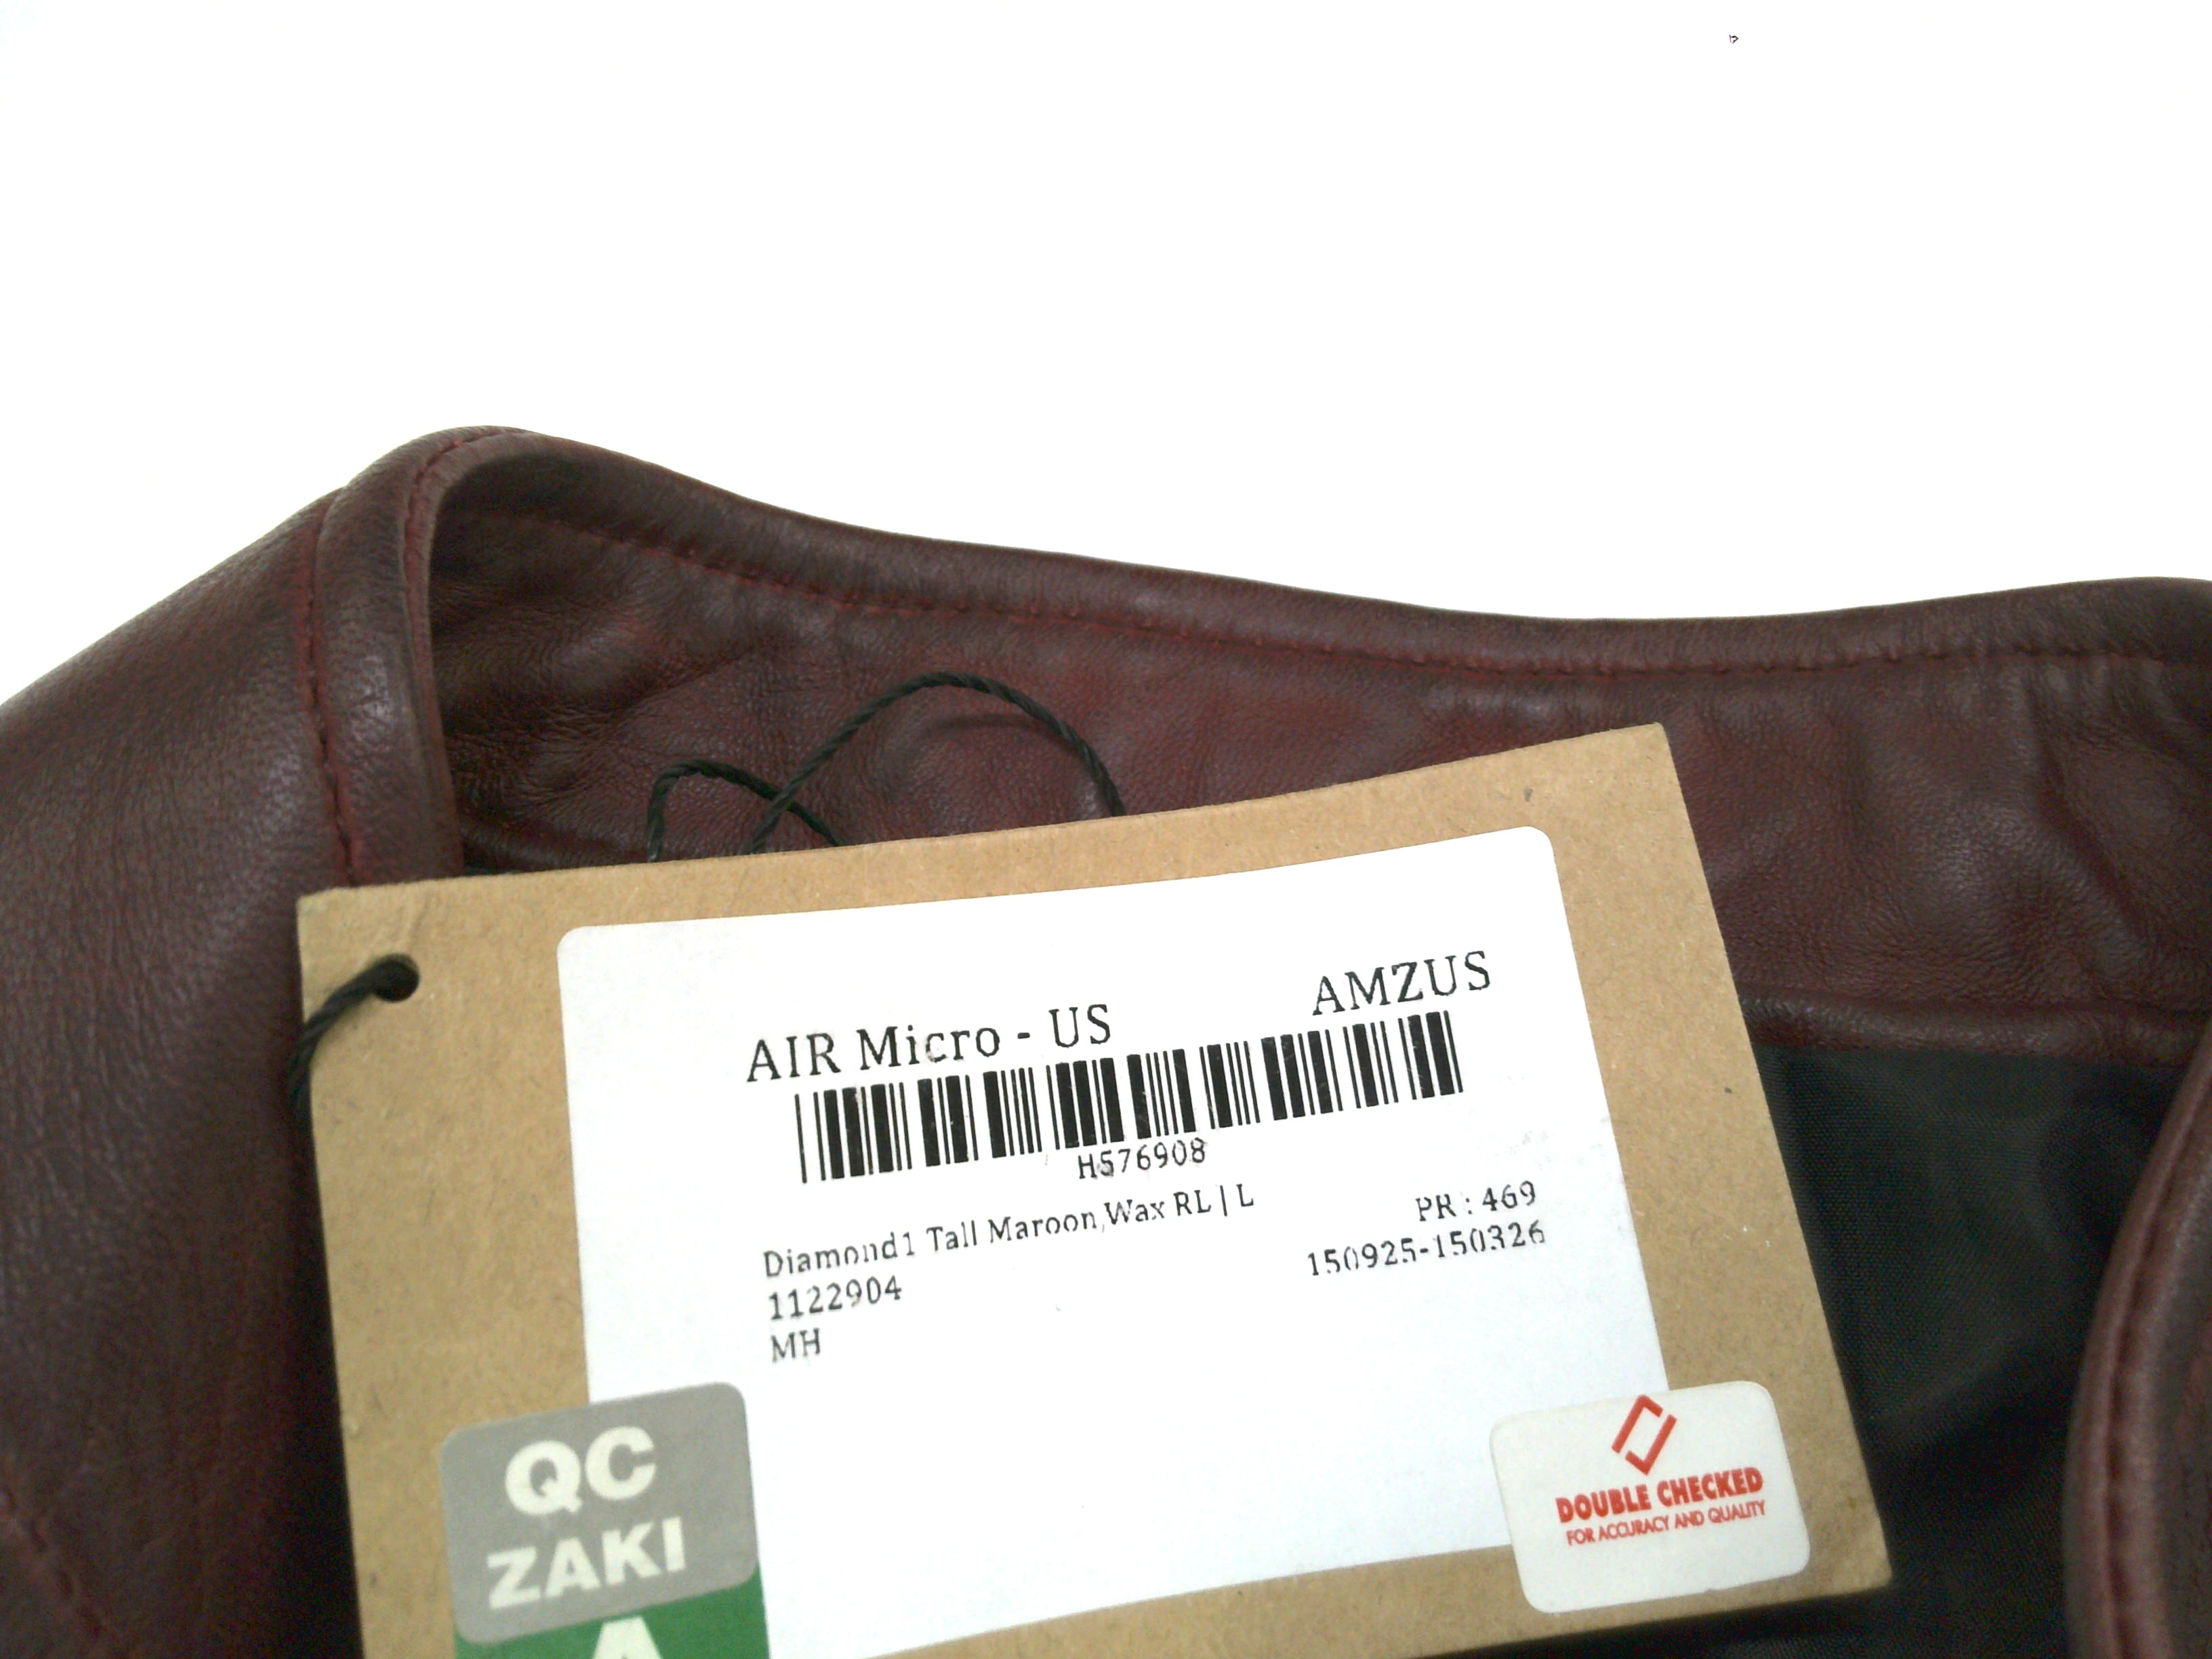 AIR Micro - US
AMZUS
H576908
Diamond1 Tall Maroon,Wax RL | L
PR : 469
1122904
150925-150326
MH
QC
ZAKI
A
DOUBLE CHECKED
FOR ACCURACY AND QUALITY